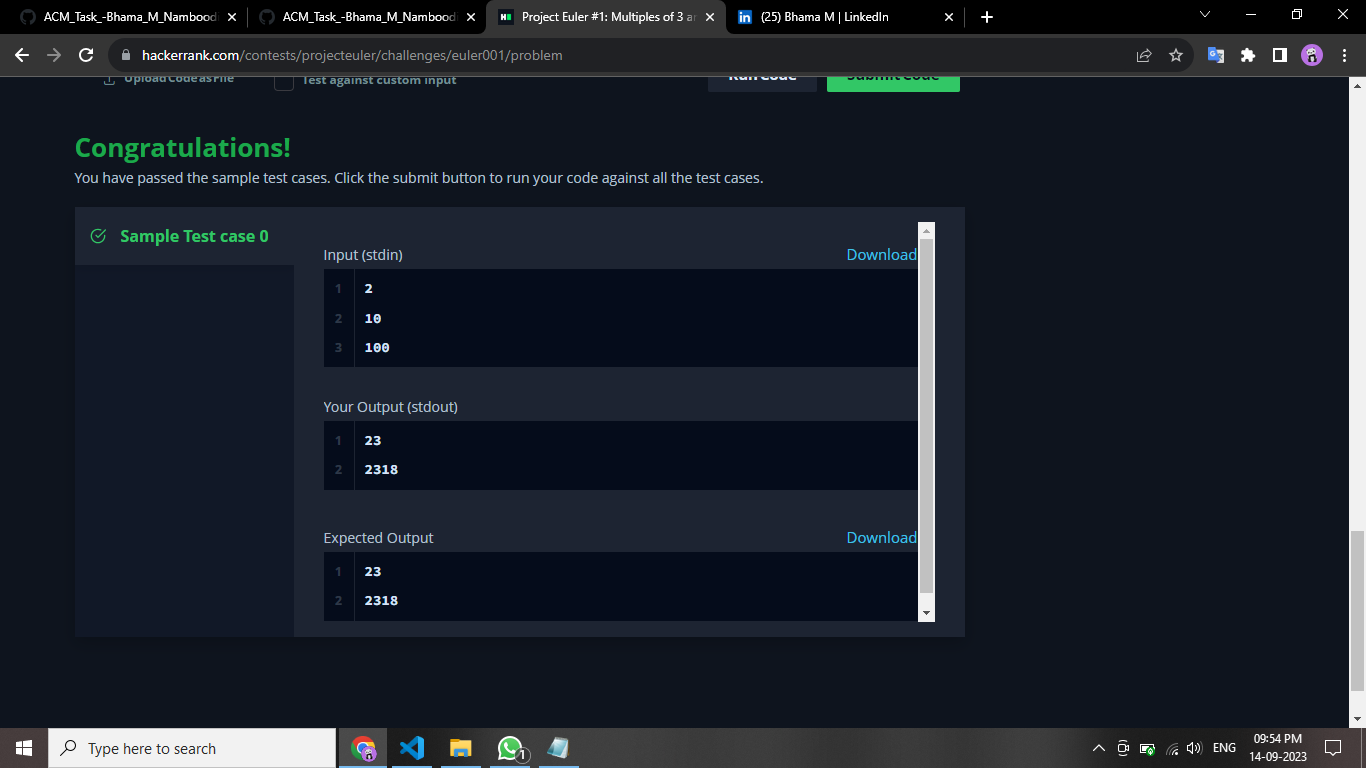 ACM_Task_-Bhama_M_Nambood
ACM_Task_-Bhama_M_Nambood
Project Euler #1: Multiples of 3 a
(25) Bhama M | LinkedIn
hackerrank.com/contests/projecteuler/challenges/euler001/problem
Upload Code as File
Test against custom input
Run Code
Submit Code
Congratulations!
You have passed the sample test cases. Click the submit button to run your code against all the test cases.
Sample Test case 0
Input (stdin)
Download
1 2
2 10
3 100
Your Output (stdout)
1 23
2 2318
Expected Output
Download
1 23
2 2318
Type here to search
1
ENG
09:54 PM
14-09-2023